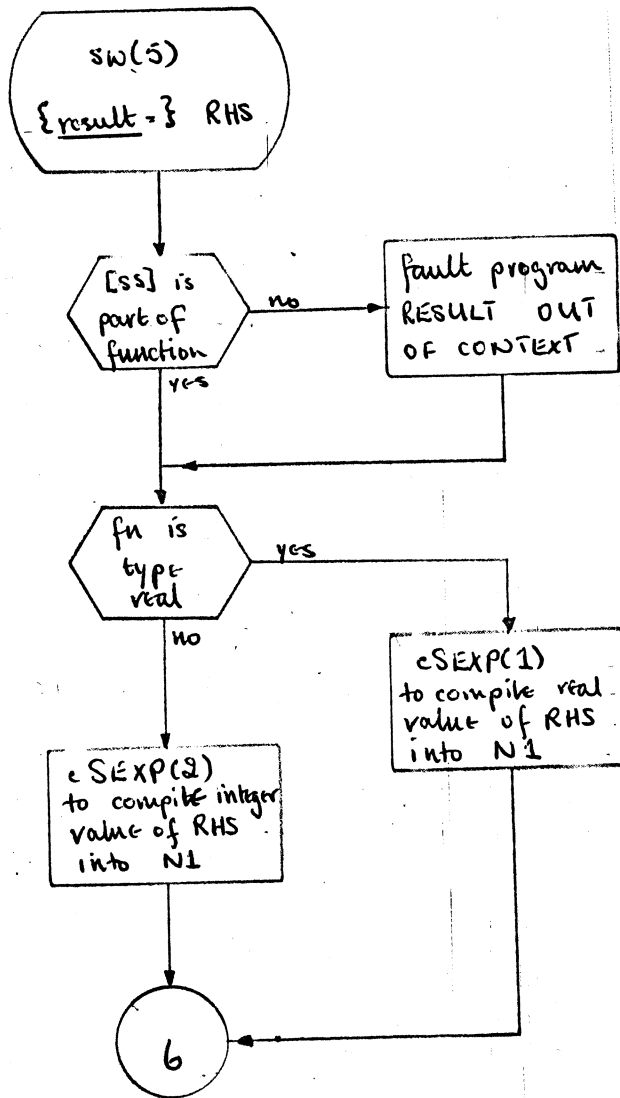 sw(5)
{result = } RHS
[SS] is
part of
function
no
yes
fault program
RESULT OUT
OF CONTEXT
fn is
type
real
yes
no
cSEXP(1)
to compile real
value of RHS
into N1
cSEXP(2)
to compile integer
value of RHS
into N1
6